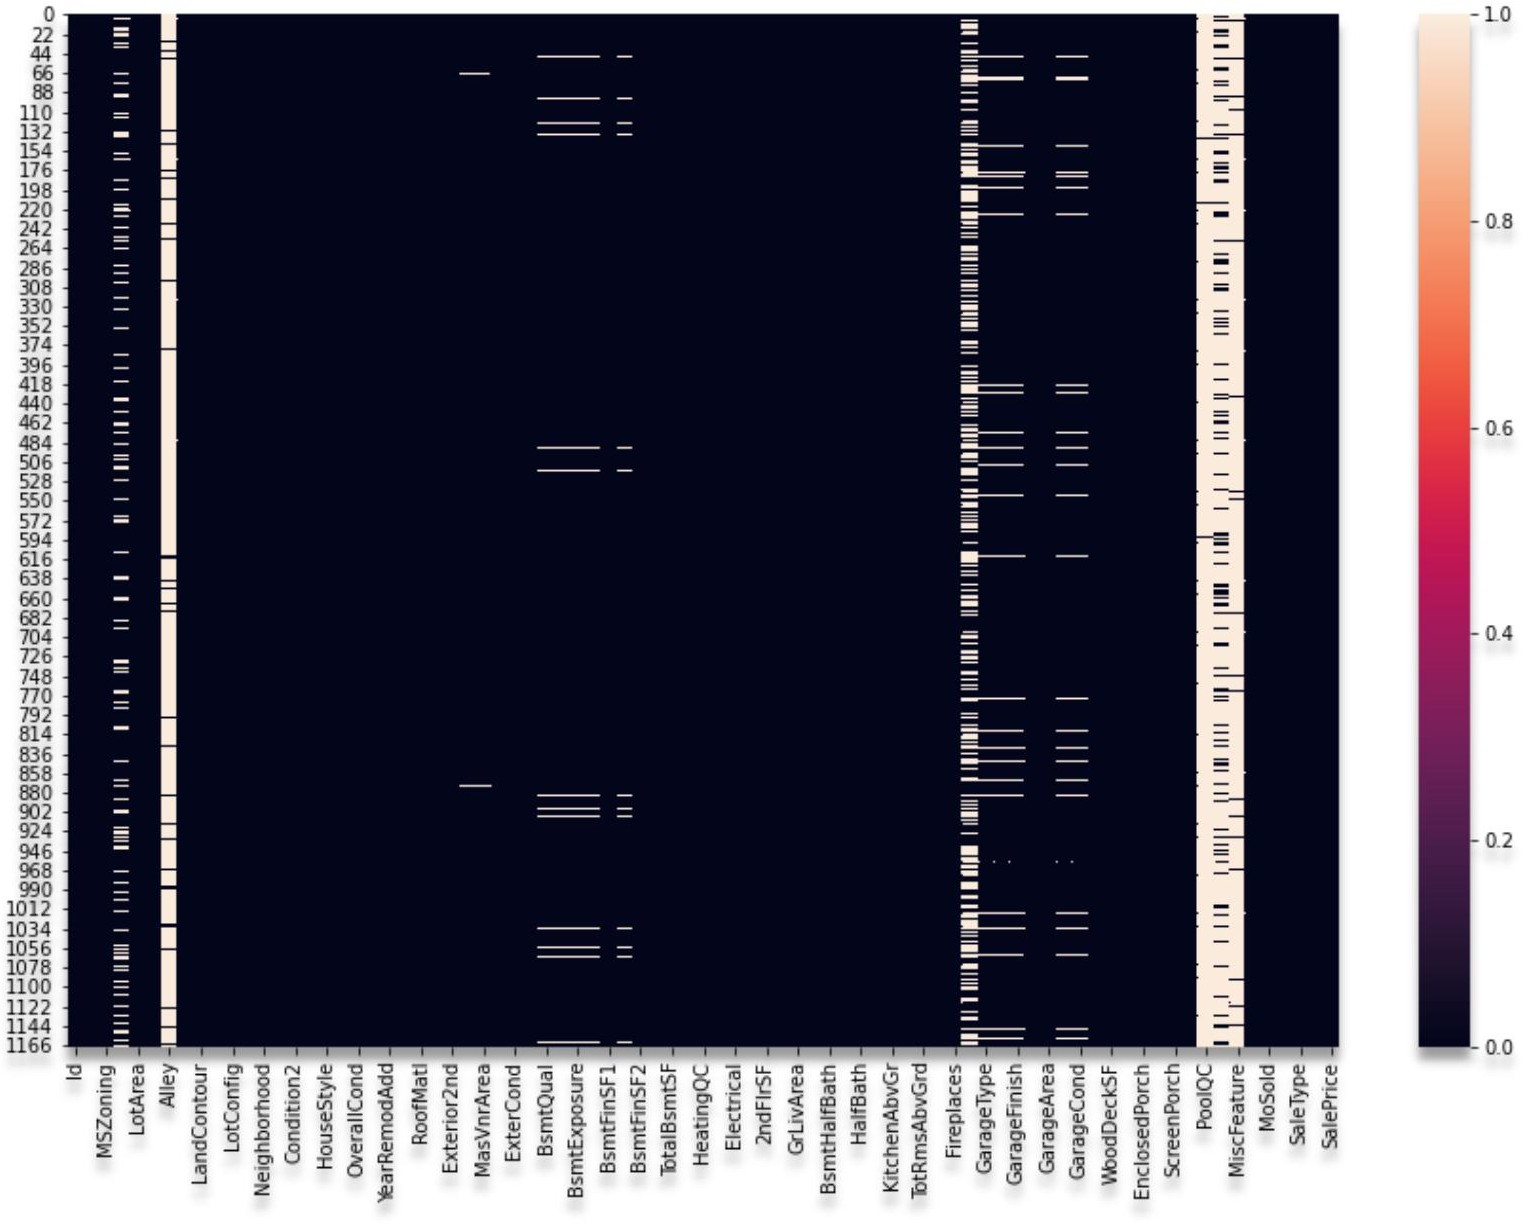 0
22
44
66
88
110
132
154
176
198
220
242
264
286
308
330
352
374
396
418
440
462
484
506
528
550
572
594
616
638
660
682
704
726
748
770
792
814
836
858
880
902
924
946
968
990
1012
1034
1056
1078
1100
1122
1144
1166
Id
MSZoning
LotArea
Alley
LandContour
LotConfig
Neighborhood
Condition2
HouseStyle
OverallCond
YearRemodAdd
RoofMatl
Exterior2nd
MasVnrArea
ExterCond
BsmtQual
BsmtExposure
BsmtFinSF1
BsmtFinSF2
TotalBsmtSF
HeatingQC
Electrical
2ndFlrSF
GrLivArea
BsmtHalfBath
HalfBath
KitchenAbvGr
TotRmsAbvGrd
Fireplaces
GarageType
GarageFinish
GarageArea
GarageCond
WoodDeckSF
EnclosedPorch
ScreenPorch
PoolQC
MiscFeature
MoSold
SaleType
SalePrice
1.0
0.8
0.6
0.4
0.2
0.0